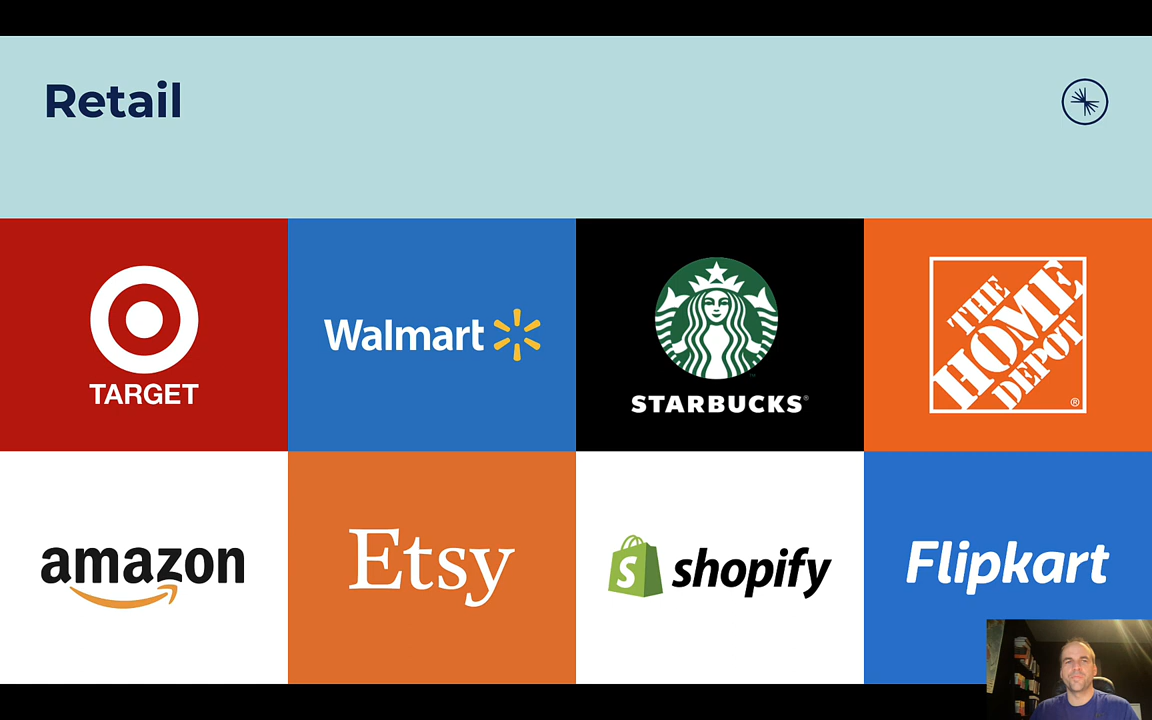 Retail
TARGET
Walmart
STARBUCKS®
THE
HOME
DEPOT
®
amazon
Etsy
S shopify
Flipkart